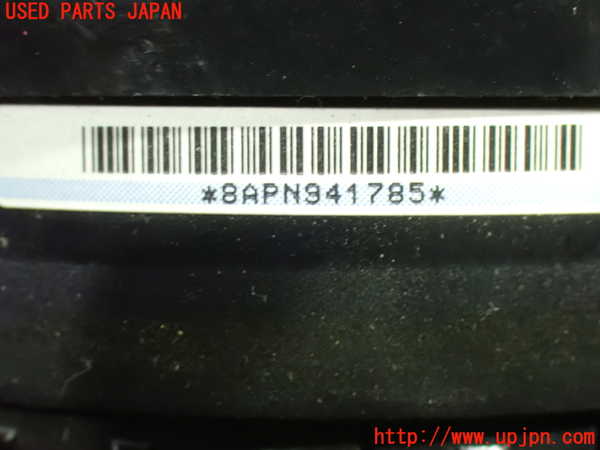 USED PARTS JAPAN
*8APN941785*
http://www.upjpn.com